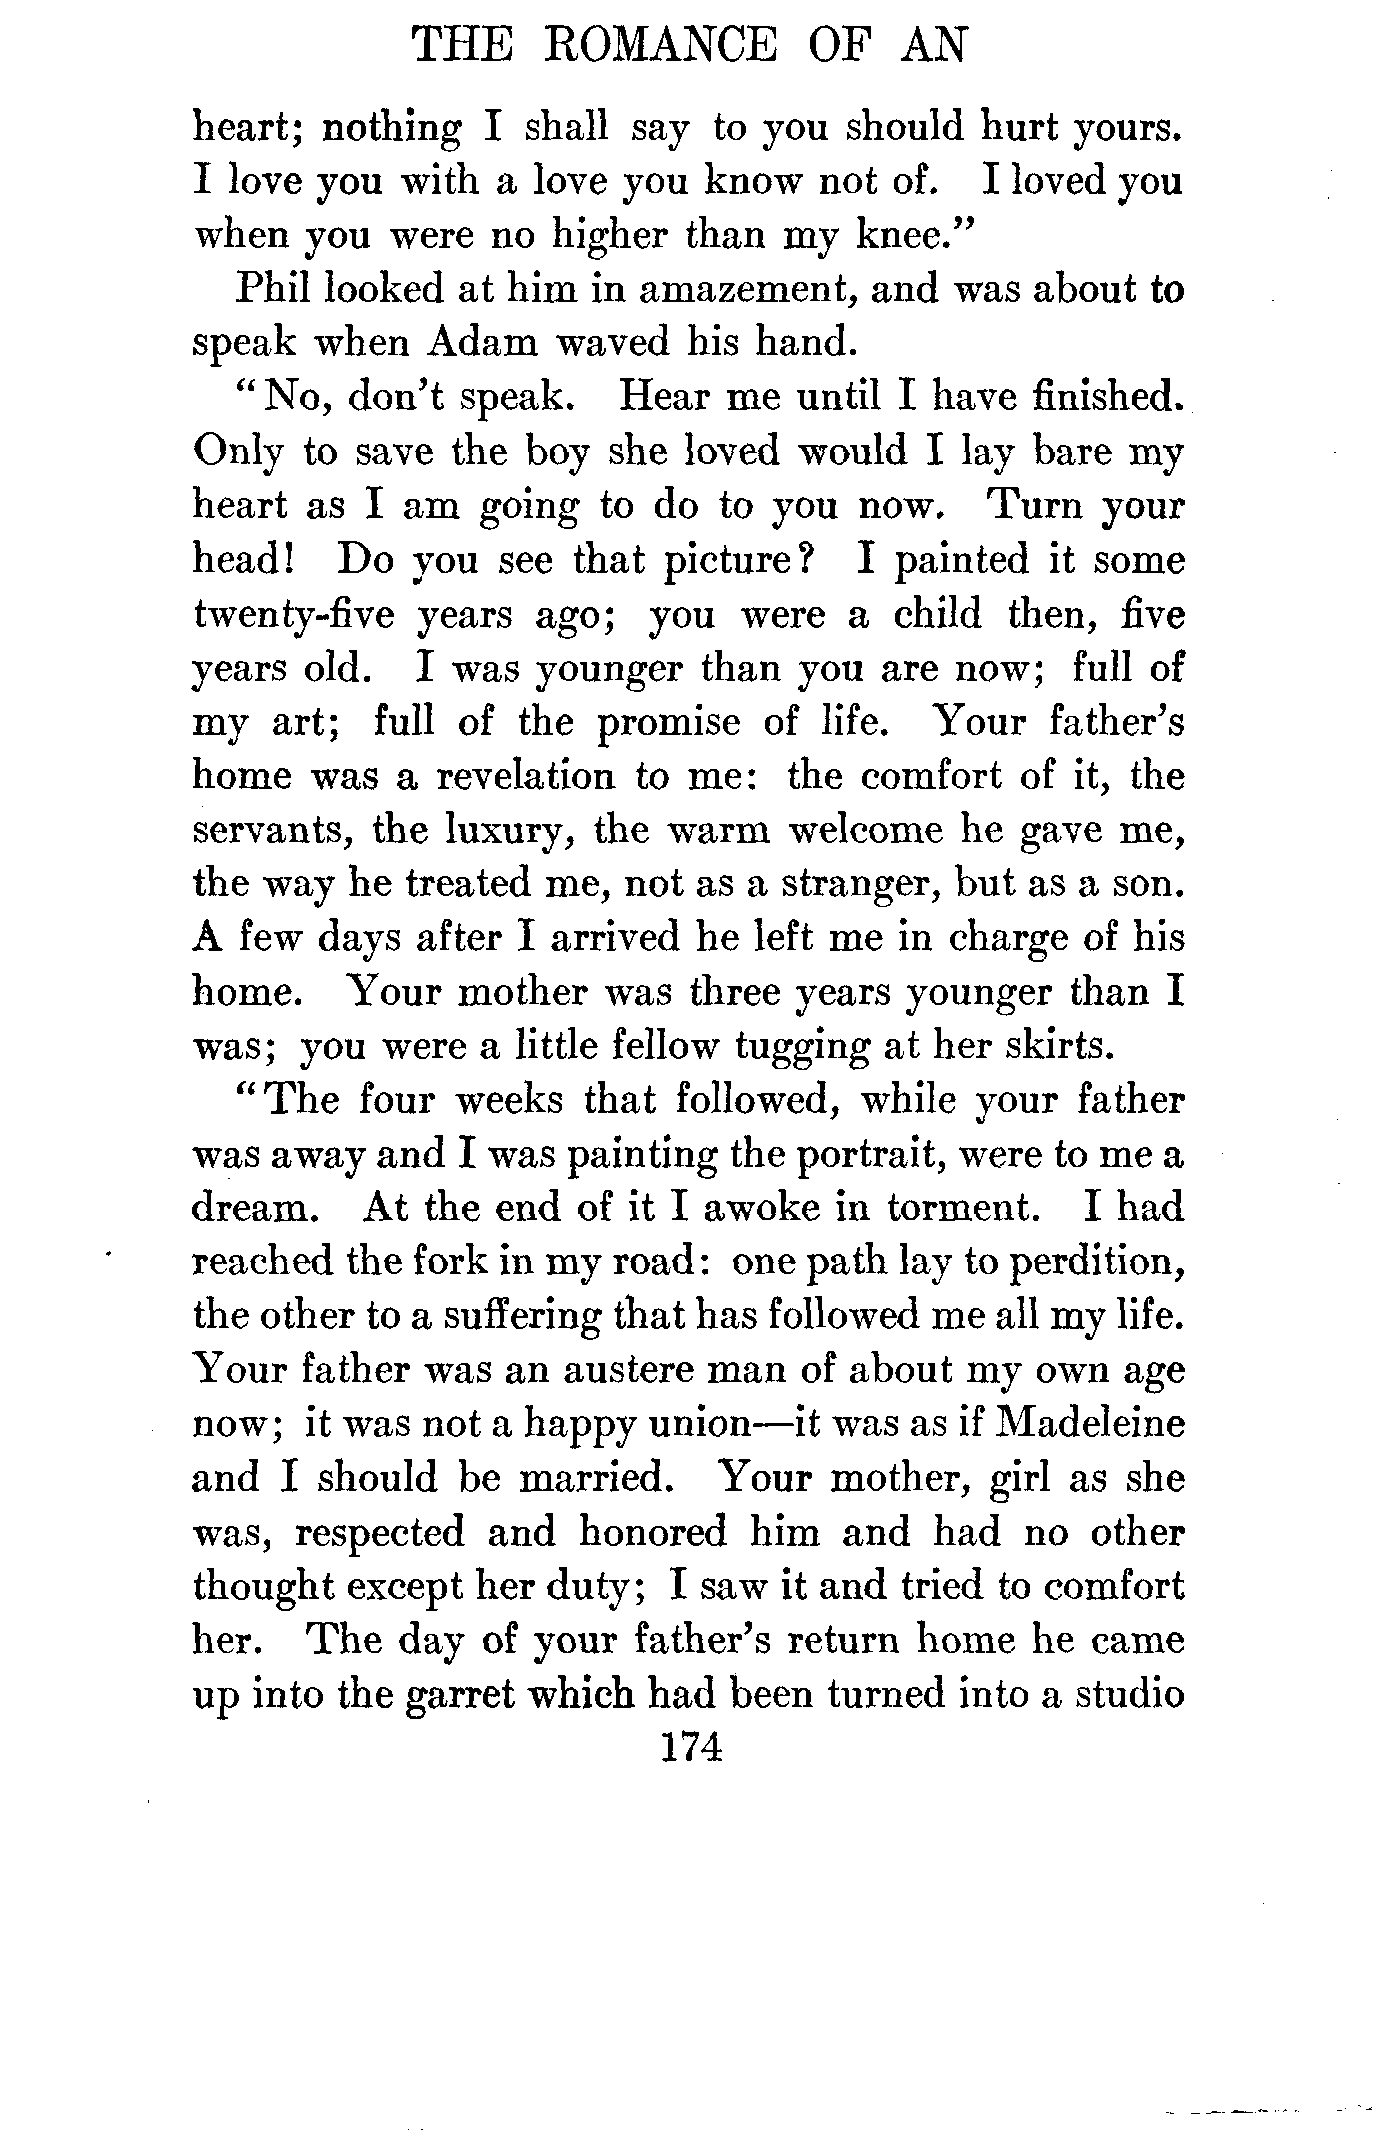 THE ROMANCE OF AN
heart; nothing I shall say to you should hurt yours.
I love you with a love you know not of. I loved you
when you were no higher than my knee."
Phil looked at him in amazement, and was about to
speak when Adam waved his hand.
"No, don't speak. Hear me until I have finished.
Only to save the boy she loved would I lay bare my
heart as I am going to do to you now. Turn your
head! Do you see that picture? I painted it some
twenty-five years ago; you were a child then, five
years old. I was younger than you are now; full of
my art; full of the promise of life. Your father's
home was a revelation to me: the comfort of it, the
servants, the luxury, the warm welcome he gave me,
the way he treated me, not as a stranger, but as a son.
A few days after I arrived he left me in charge of his
home. Your mother was three years younger than I
was; you were a little fellow tugging at her skirts.
"The four weeks that followed, while your father
was away and I was painting the portrait, were to me a
dream. At the end of it I awoke in torment. I had
reached the fork in my road: one path lay to perdition,
the other to a suffering that has followed me all my life.
Your father was an austere man of about my own age
now; it was not a happy union—it was as if Madeleine
and I should be married. Your mother, girl as she
was, respected and honored him and had no other
thought except her duty; I saw it and tried to comfort
her. The day of your father's return home he came
up into the garret which had been turned into a studio
174